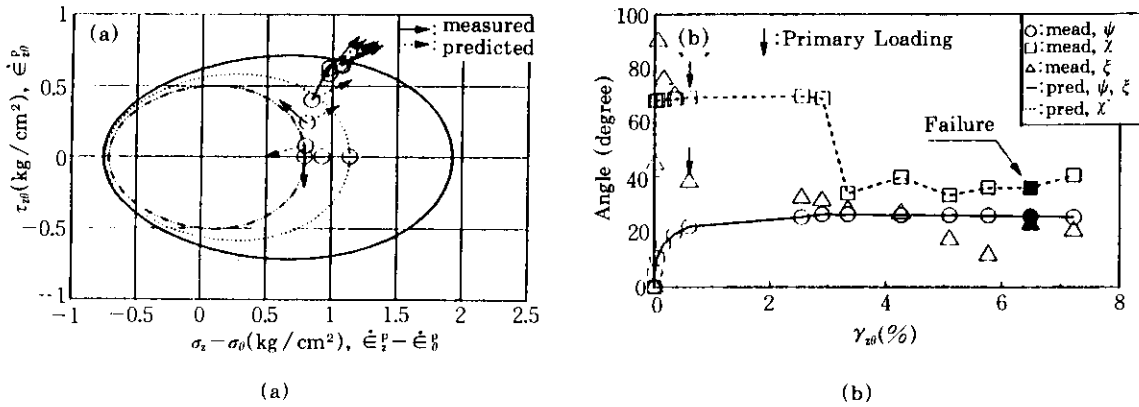 (a)
: measured
: predicted
τzθ(kg/cm²), ε̇ᵖzθ
1
0.5
0
−0.5
−1
−1
−0.5
0
0.5
1
1.5
2
2.5
σz−σθ(kg/cm²), ε̇ᵖz−ε̇ᵖθ
(a)
(b)
:Primary Loading
○:mead, ψ
□:mead, χ
△:mead, ξ
−:pred, ψ, ξ
:pred, χ
Failure
Angle (degree)
100
80
60
40
20
0
0
2
4
6
8
γzθ(%)
(b)